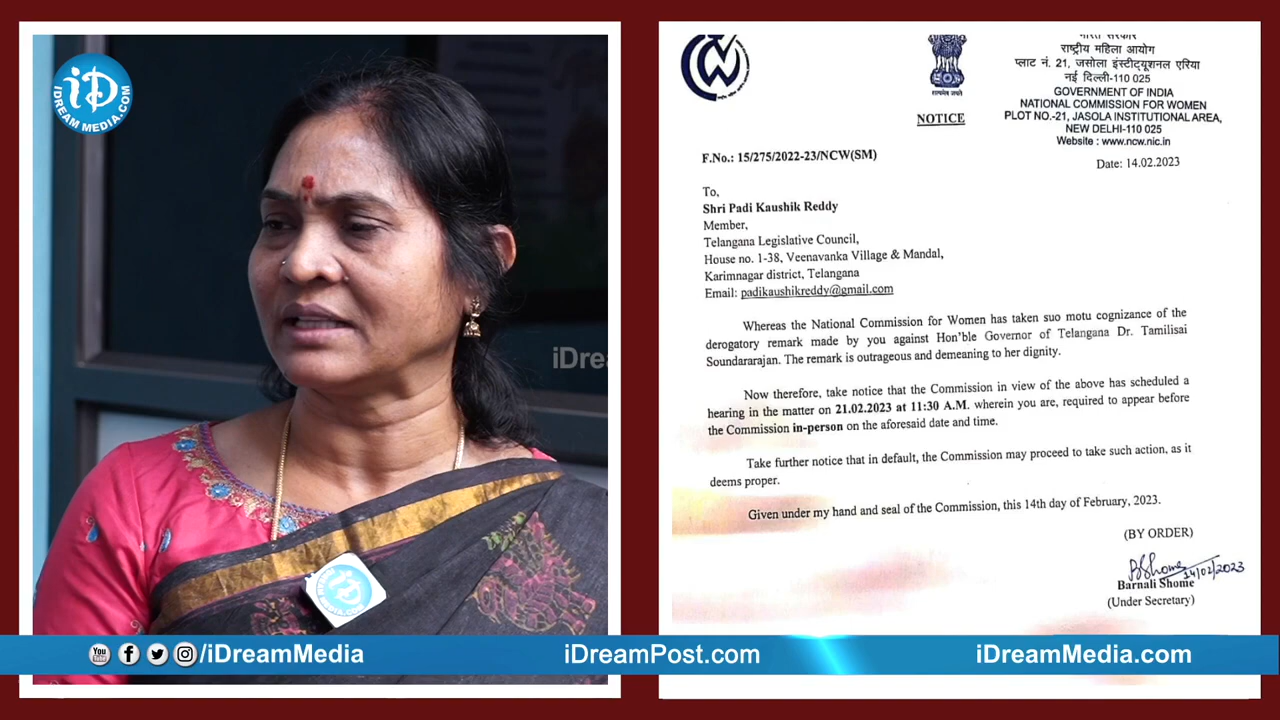 iD
IDREAM MEDIA.COM
iDrea
You
Tube
/iDreamMedia
iDreamPost.com
iDreamMedia.com
सत्यमेव जयते
NOTICE
भारत सरकार
राष्ट्रीय महिला आयोग
प्लाट नं. 21, जसोला इंस्टीट्यूशनल एरिया
नई दिल्ली-110 025
GOVERNMENT OF INDIA
NATIONAL COMMISSION FOR WOMEN
PLOT NO.-21, JASOLA INSTITUTIONAL AREA,
NEW DELHI-110 025
Website : www.ncw.nic.in
F.No.: 15/275/2022-23/NCW(SM)
Date: 14.02.2023
To,
Shri Padi Kaushik Reddy
Member,
Telangana Legislative Council,
House no. 1-38, Veenavanka Village & Mandal,
Karimnagar district, Telangana
Email: padikaushikreddy@gmail.com
Whereas the National Commission for Women has taken suo motu cognizance of the
derogatory remark made by you against Hon'ble Governor of Telangana Dr. Tamilisai
Soundararajan. The remark is outrageous and demeaning to her dignity.
Now therefore, take notice that the Commission in view of the above has scheduled a
hearing in the matter on 21.02.2023 at 11:30 A.M. wherein you are, required to appear before
the Commission in-person on the aforesaid date and time.
Take further notice that in default, the Commission may proceed to take such action, as it
deems proper.
Given under my hand and seal of the Commission, this 14th day of February, 2023.
(BY ORDER)
BShome
14/02/2023
Barnali Shome
(Under Secretary)